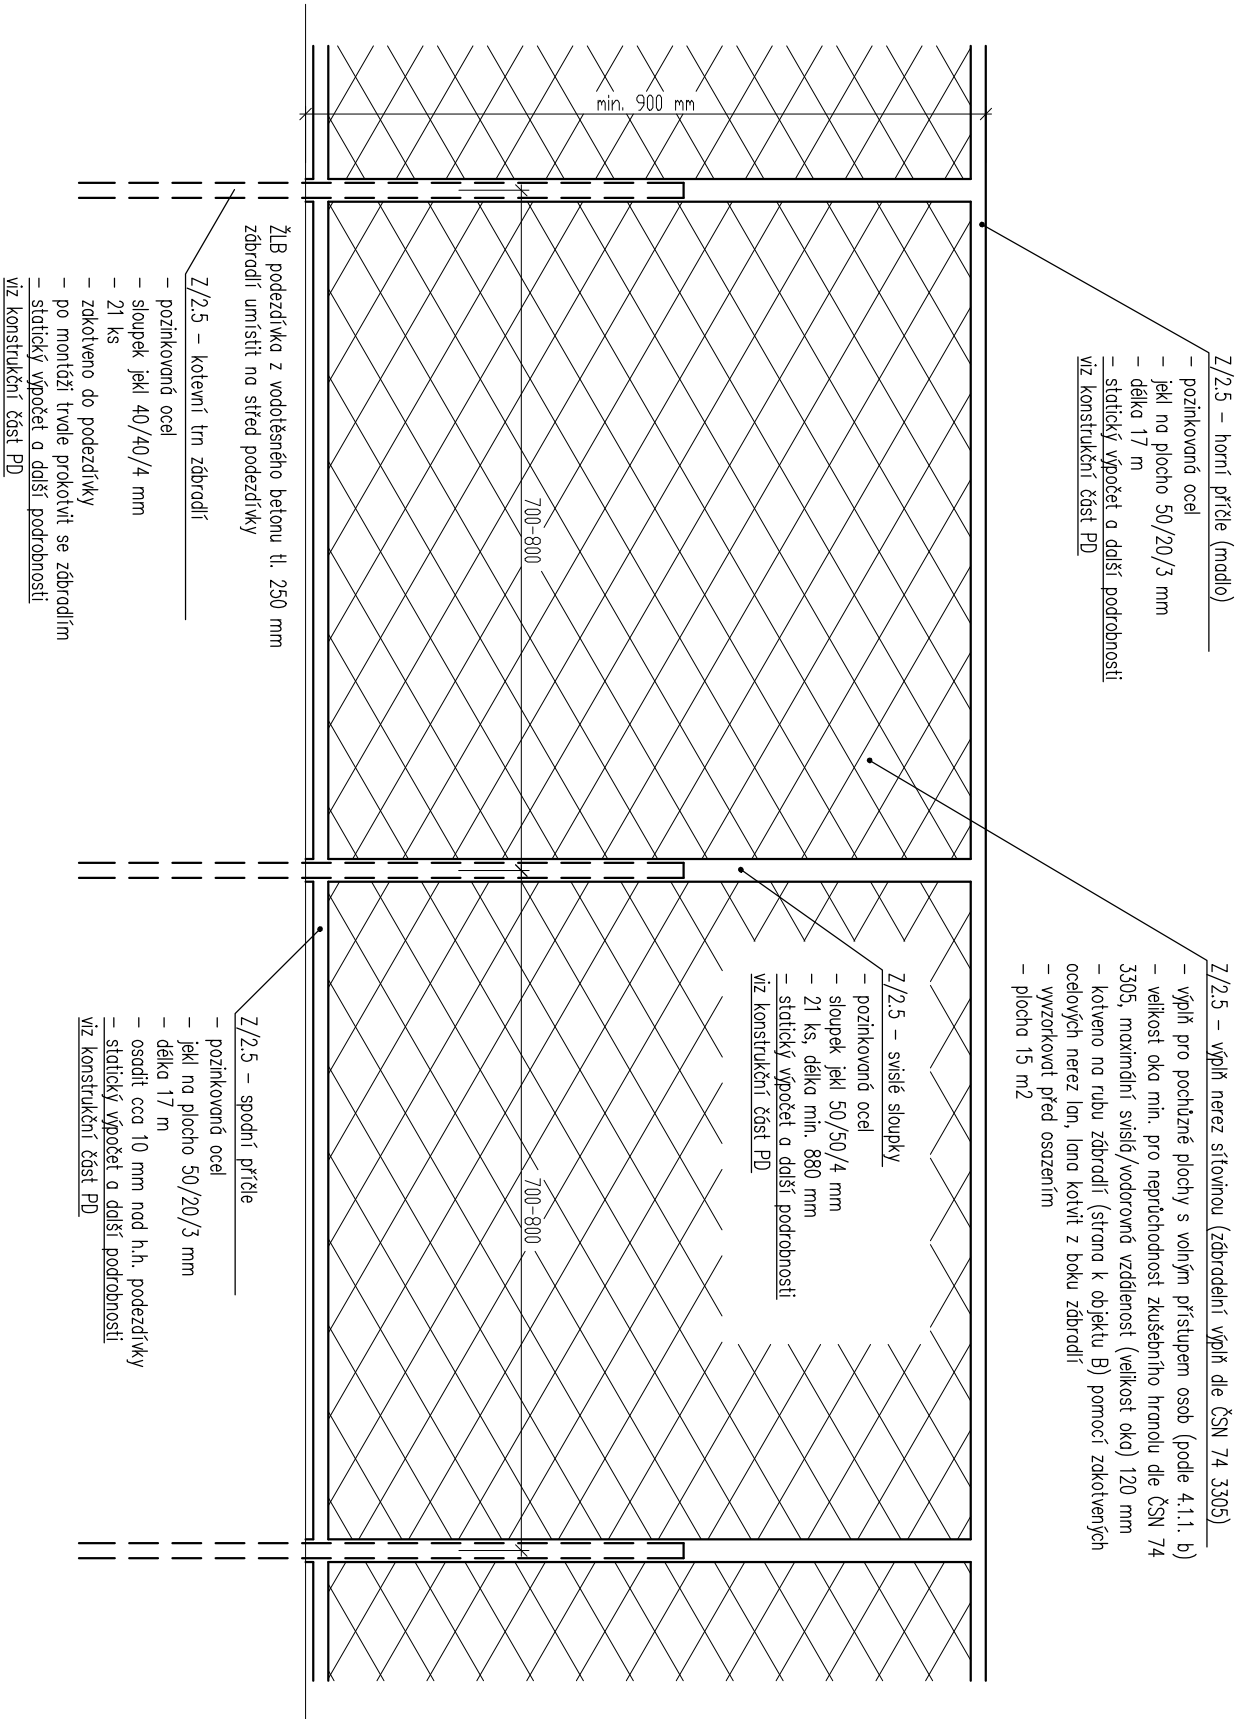 Z/2.5 – horní příčle (madlo)
– pozinkovaná ocel
– jekl na plocho 50/20/3 mm
– délka 17 m
– statický výpočet a další podrobnosti
viz konstrukční část PD
Z/2.5 – výplň nerez síťovinou (zábradelní výplň dle ČSN 74 3305)
– výplň pro pochůzné plochy s volným přístupem osob (podle 4.1.1. b)
– velikost oka min. pro neprůchodnost zkušebního hranolu dle ČSN 74
3305, maximální svislá/vodorovná vzdálenost (velikost oka) 120 mm
– kotveno na rubu zábradlí (strana k objektu B) pomocí zakotvených
ocelových nerez lan, lana kotvit z boku zábradlí
– vyvzorkovat před osazením
– plocha 15 m2
min. 900 mm
Z/2.5 – svislé sloupky
– pozinkovaná ocel
– sloupek jekl 50/50/4 mm
– 21 ks, délka min. 880 mm
– statický výpočet a další podrobnosti
viz konstrukční část PD
700-800
700-800
ŽLB podezdívka z vodotěsného betonu tl. 250 mm
zábradlí umístit na střed podezdívky
Z/2.5 – kotevní trn zábradlí
– pozinkovaná ocel
– sloupek jekl 40/40/4 mm
– 21 ks
– zakotveno do podezdívky
– po montáži trvale prokotvit se zábradlím
– statický výpočet a další podrobnosti
viz konstrukční část PD
Z/2.5 – spodní příčle
– pozinkovaná ocel
– jekl na plocho 50/20/3 mm
– délka 17 m
– osadit cca 10 mm nad h.h. podezdívky
– statický výpočet a další podrobnosti
viz konstrukční část PD